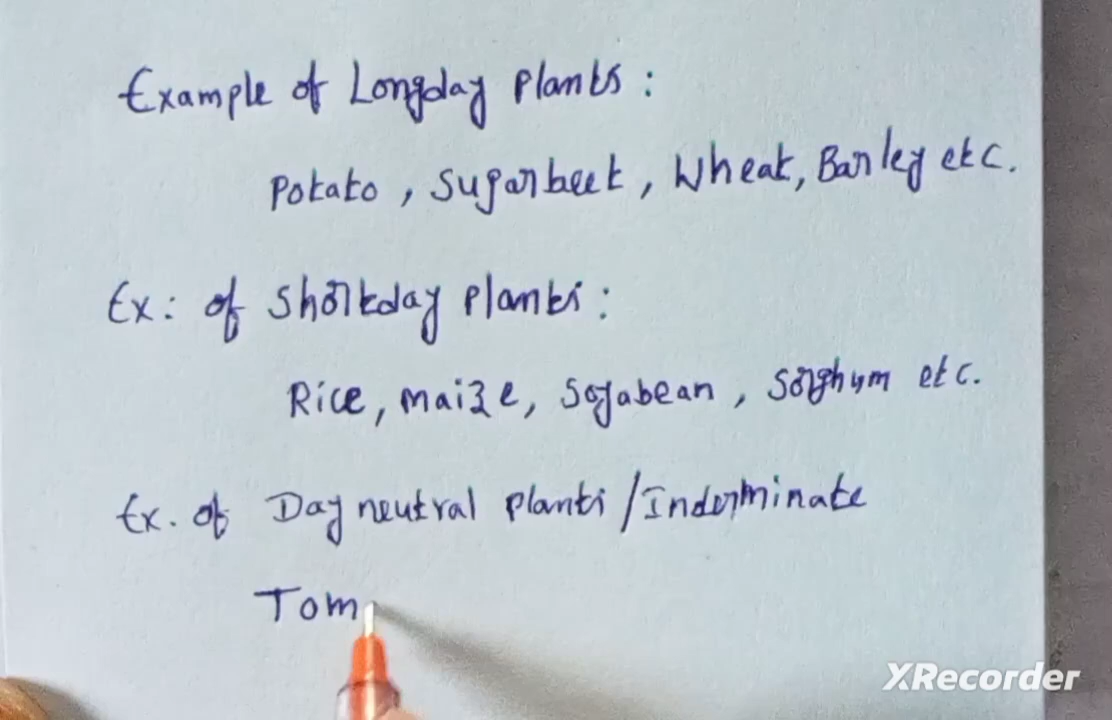 Example of Longday Plants :
Potato , Sugarbeet , Wheat, Barley etc.
Ex : of Shortday Plants :
Rice, maize, Soyabean , Sorghum etc.
Ex. of Day neutral Plants / Inderminate
Tom
XRecorder